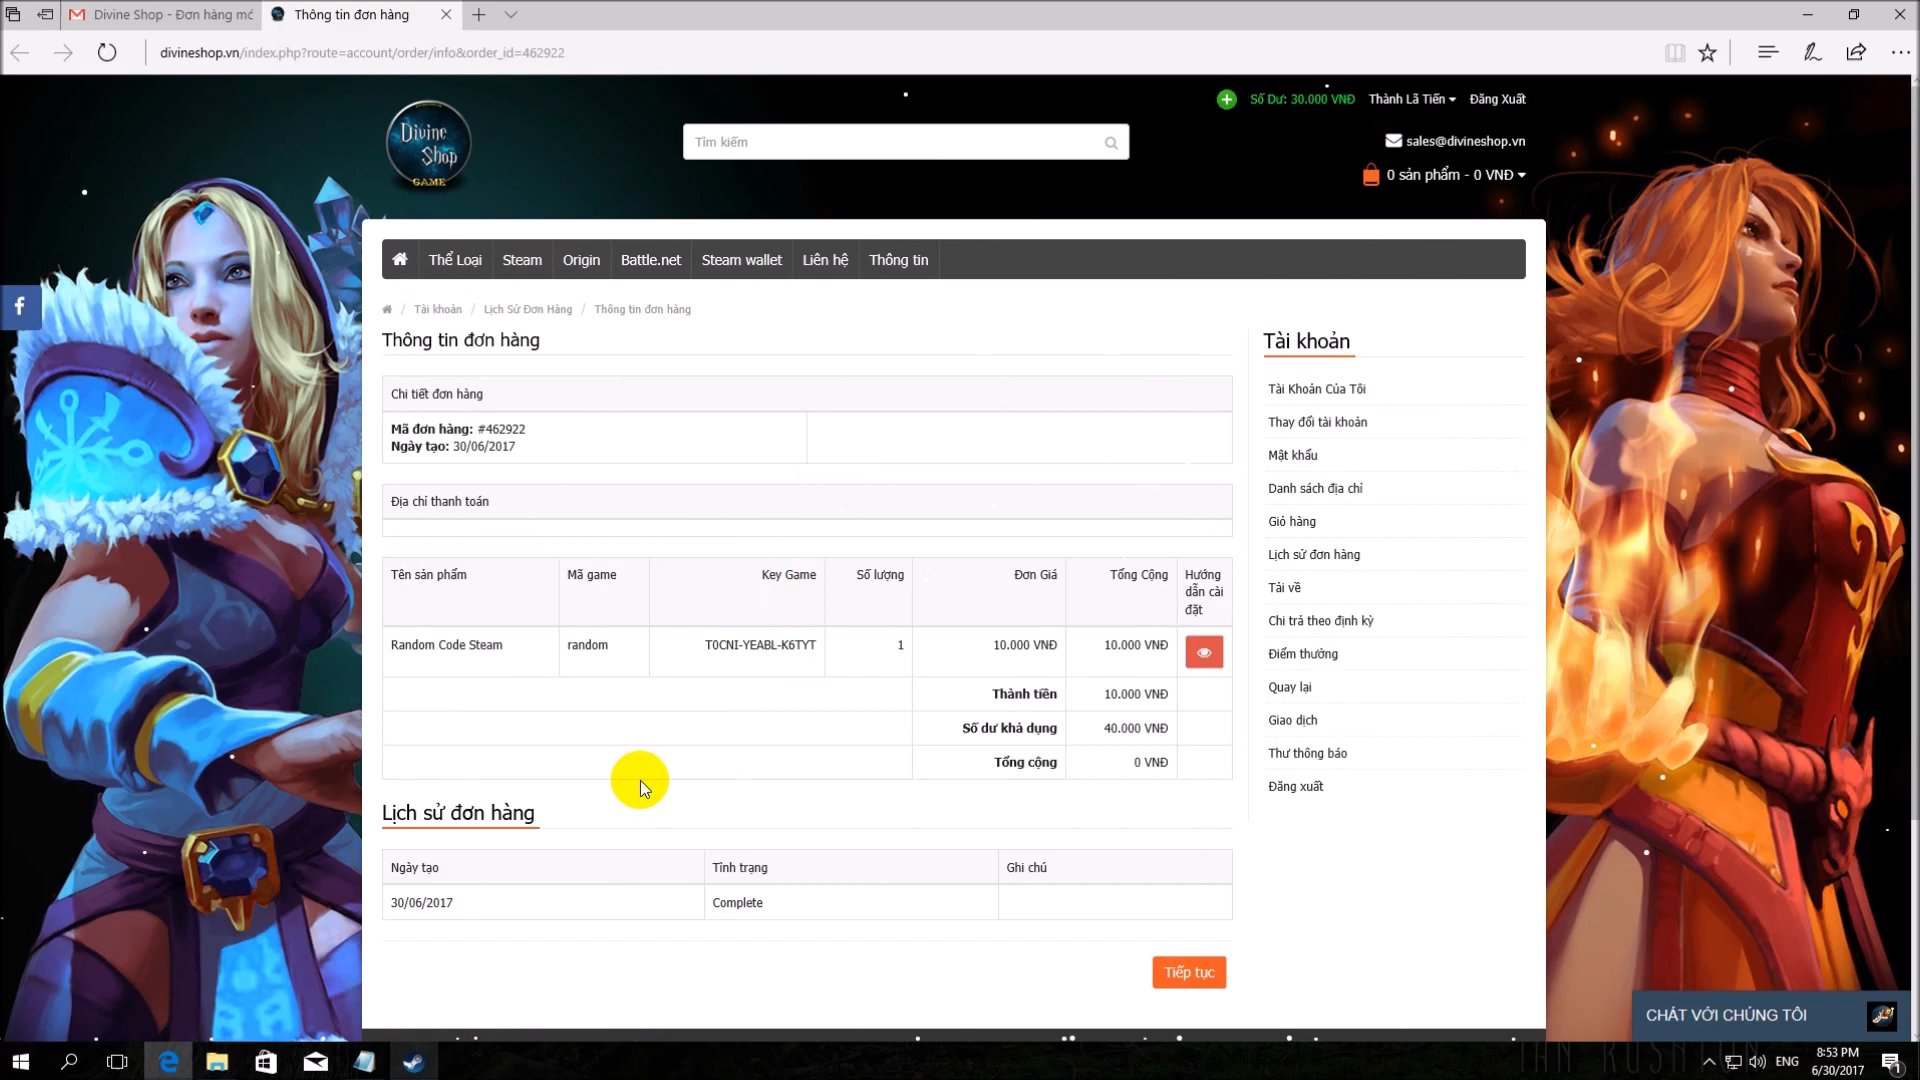 Divine Shop - Đơn hàng mớ
Thông tin đơn hàng
divineshop.vn/index.php?route=account/order/info&order_id=462922
Divine
Shop
GAME
Tìm kiếm
Số Dư: 30.000 VNĐ
Thành Lã Tiến
Đăng Xuất
sales@divineshop.vn
0 sản phẩm - 0 VNĐ
Thể Loại
Steam
Origin
Battle.net
Steam wallet
Liên hệ
Thông tin
/ Tài khoản / Lịch Sử Đơn Hàng / Thông tin đơn hàng
Thông tin đơn hàng
Chi tiết đơn hàng
Mã đơn hàng: #462922
Ngày tạo: 30/06/2017
Địa chỉ thanh toán
Tên sản phẩm
Mã game
Key Game
Số lượng
Đơn Giá
Tổng Cộng
Hướng
dẫn cài
đặt
Random Code Steam
random
T0CNI-YEABL-K6TYT
1
10.000 VNĐ
10.000 VNĐ
Thành tiền
10.000 VNĐ
Số dư khả dụng
40.000 VNĐ
Tổng cộng
0 VNĐ
Lịch sử đơn hàng
Ngày tạo
Tình trạng
Ghi chú
30/06/2017
Complete
Tiếp tục
Tài khoản
Tài Khoản Của Tôi
Thay đổi tài khoản
Mật khẩu
Danh sách địa chỉ
Giỏ hàng
Lịch sử đơn hàng
Tải về
Chi trả theo định kỳ
Điểm thưởng
Quay lại
Giao dịch
Thư thông báo
Đăng xuất
CHÁT VỚI CHÚNG TÔI
ENG
8:53 PM
6/30/2017
1